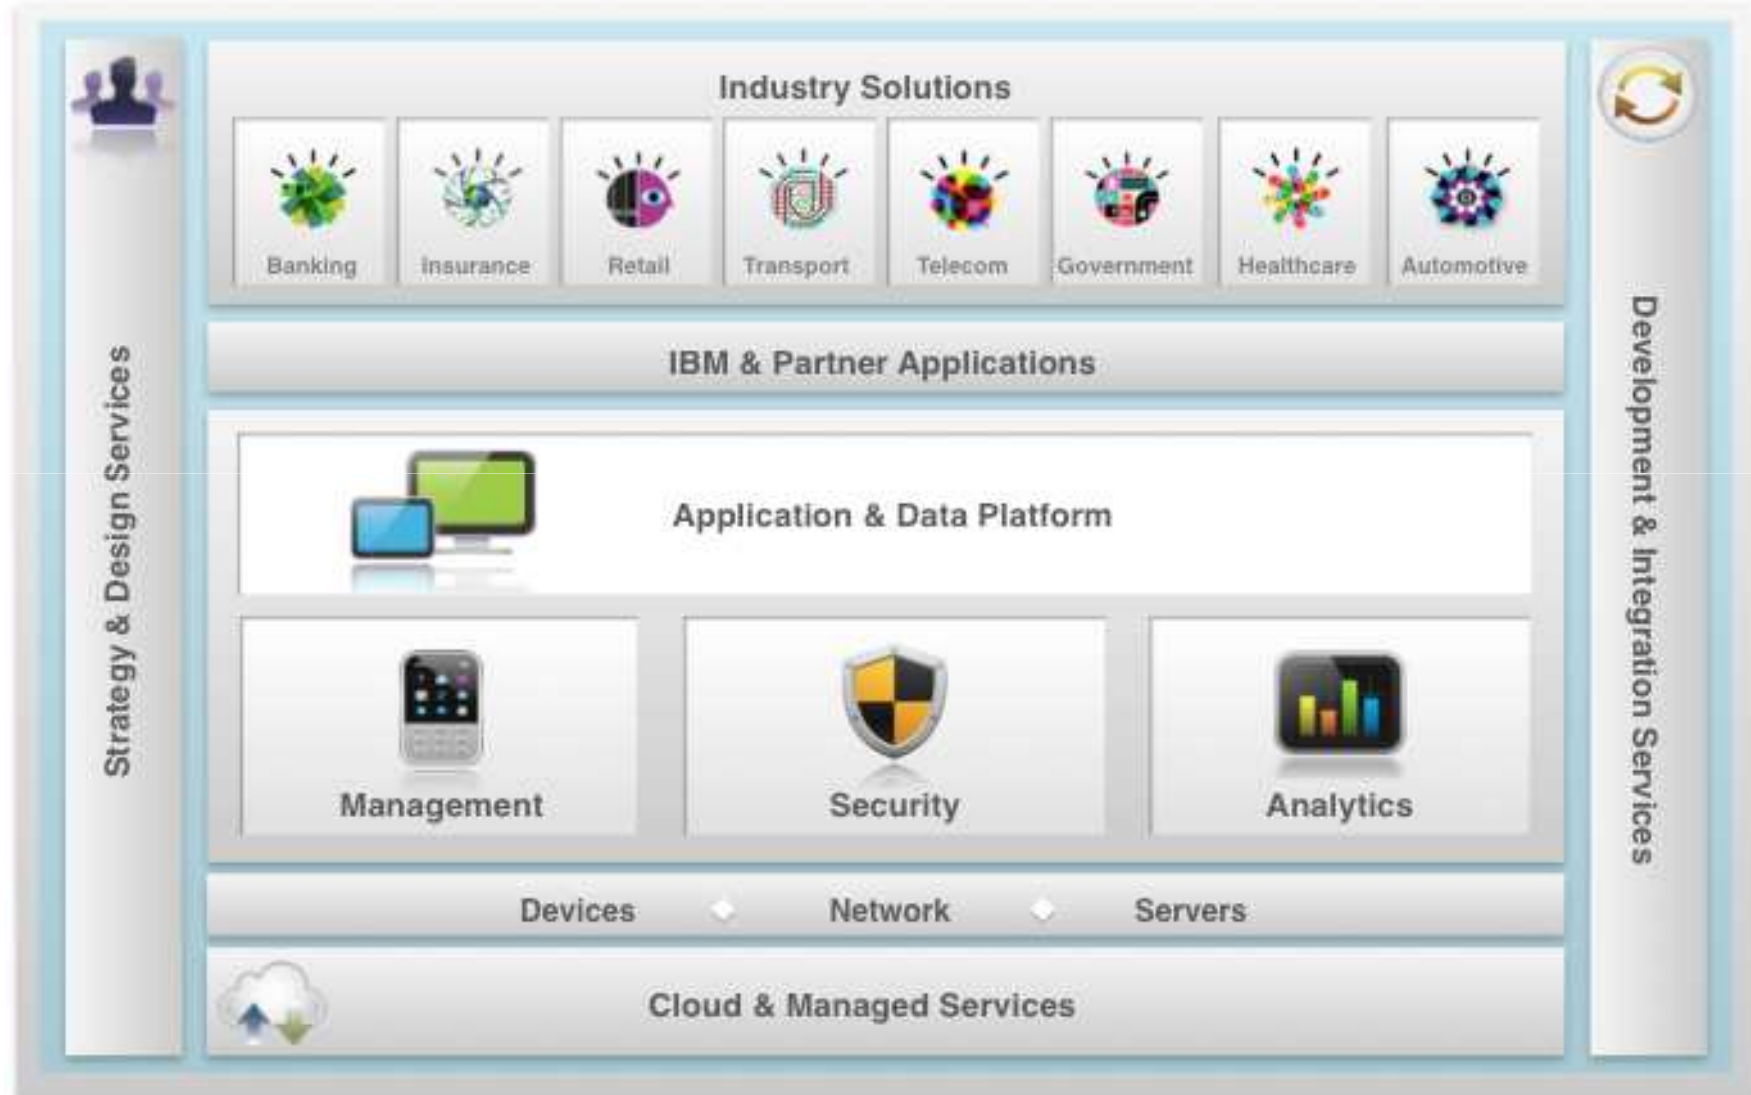 Industry Solutions
Banking
Insurance
Retail
Transport
Telecom
Government
Healthcare
Automotive
Strategy & Design Services
IBM & Partner Applications
Application & Data Platform
Management
Security
Analytics
Devices
Network
Servers
Cloud & Managed Services
Development & Integration Services